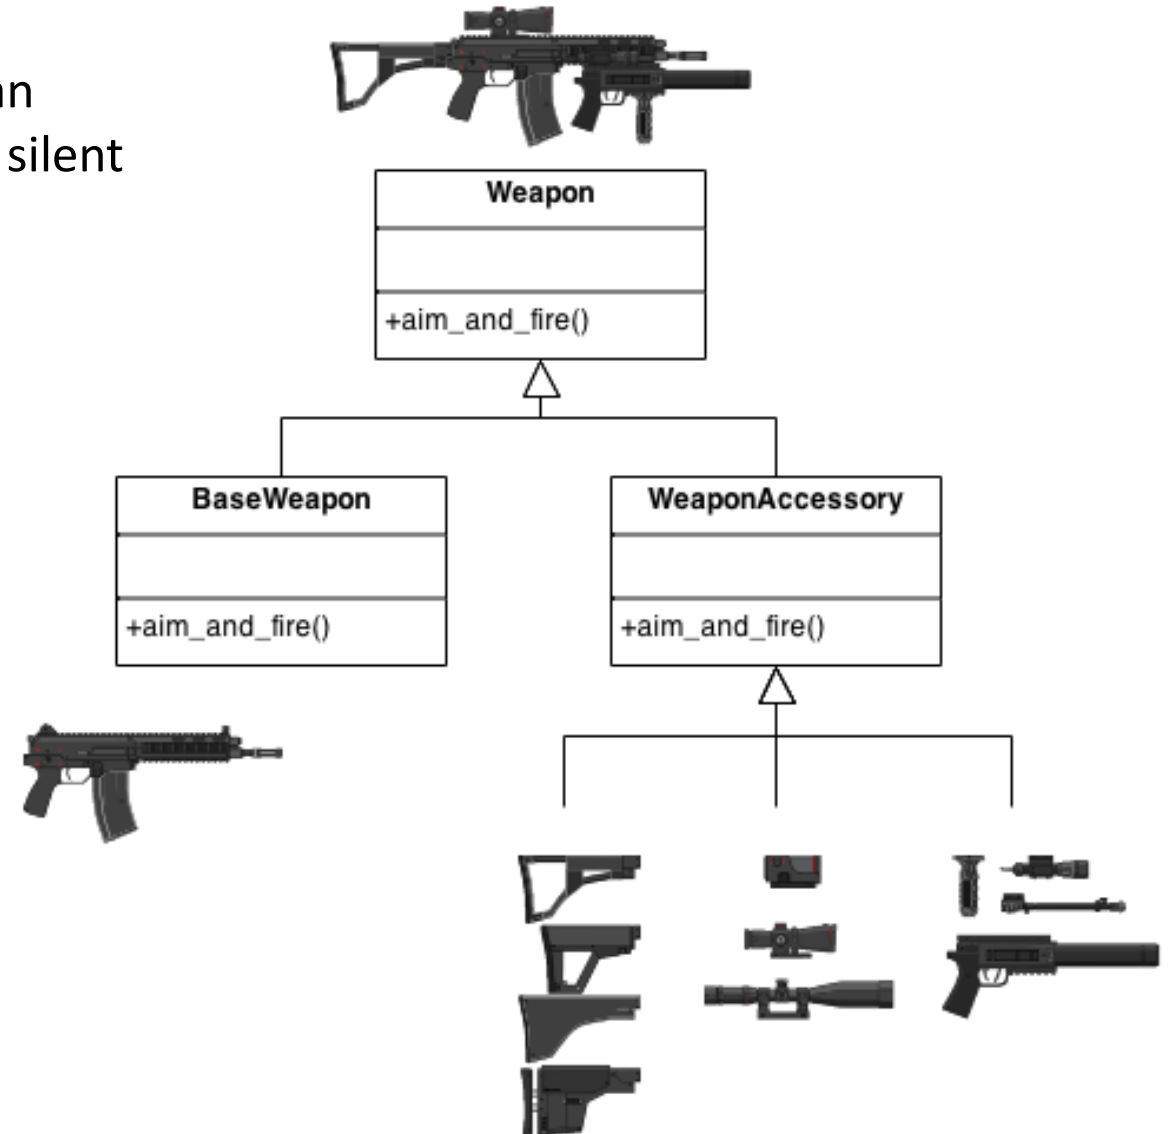 silent
Weapon
+aim_and_fire()
BaseWeapon
WeaponAccessory
+aim_and_fire()
+aim_and_fire()